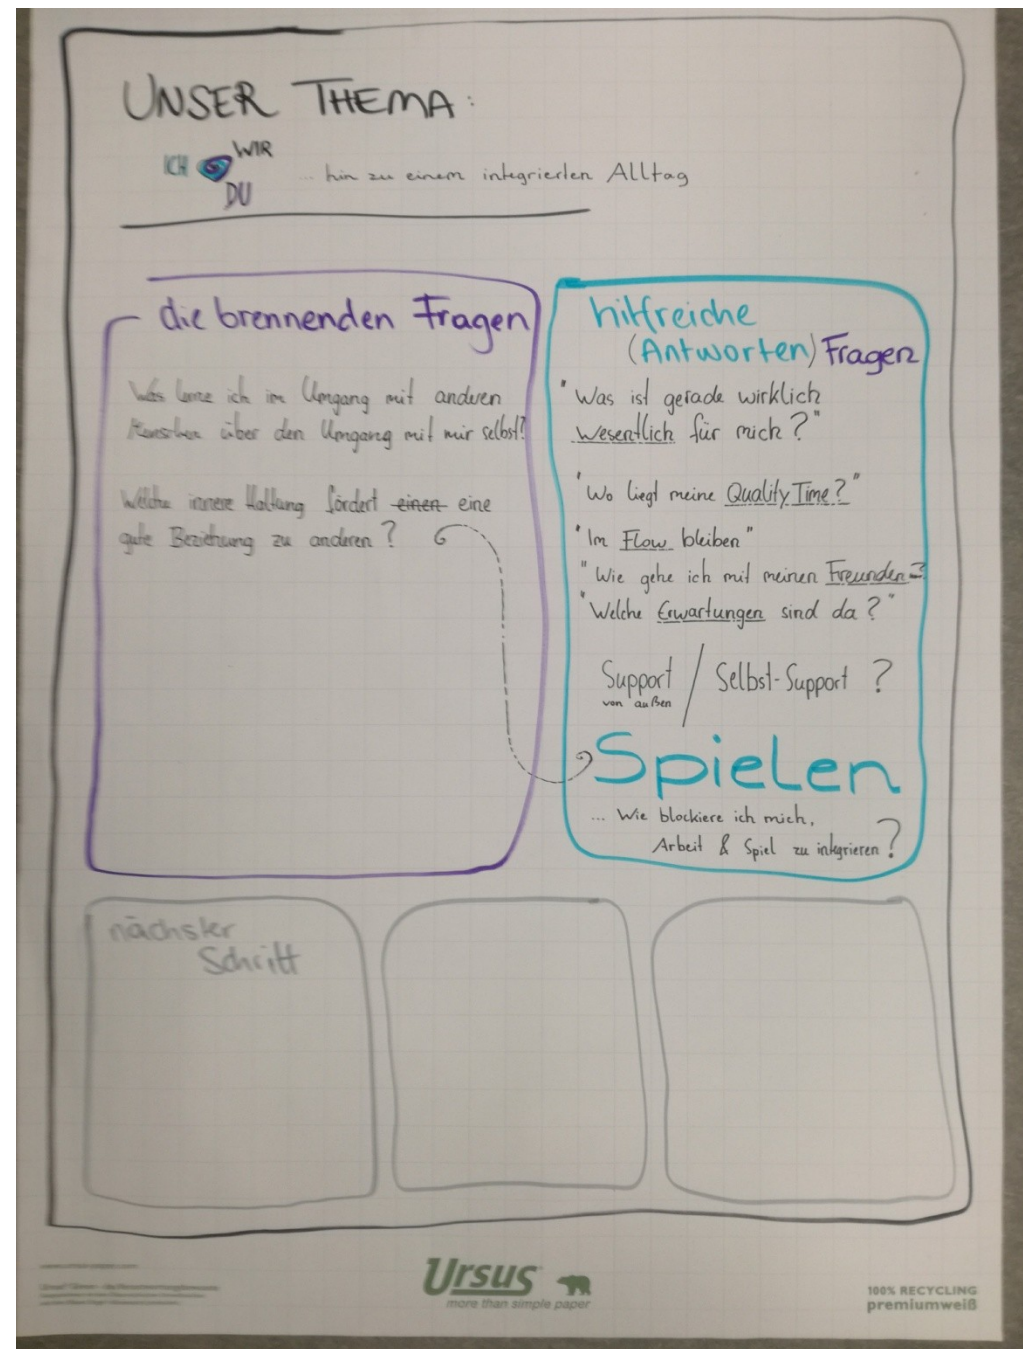 UNSER THEMA:
ICH WIR
DU
... hin zu einem integrierten Alltag
die brennenden Fragen
Was lerne ich im Umgang mit anderen
Menschen über den Umgang mit mir selbst?
Welche innere Haltung fördert einen eine
gute Beziehung zu anderen?
hilfreiche
(Antworten) Fragen
"Was ist gerade wirklich
wesentlich für mich?"
"Wo liegt meine Quality Time?"
"Im Flow bleiben"
"Wie gehe ich mit meinen Freunden?
"Welche Erwartungen sind da?"
Support / Selbst-Support ?
von außen
Spielen
... Wie blockiere ich mich,
Arbeit & Spiel zu integrieren?
nächster
Schritt
Ursus
more than simple paper
100% RECYCLING
premiumweiß